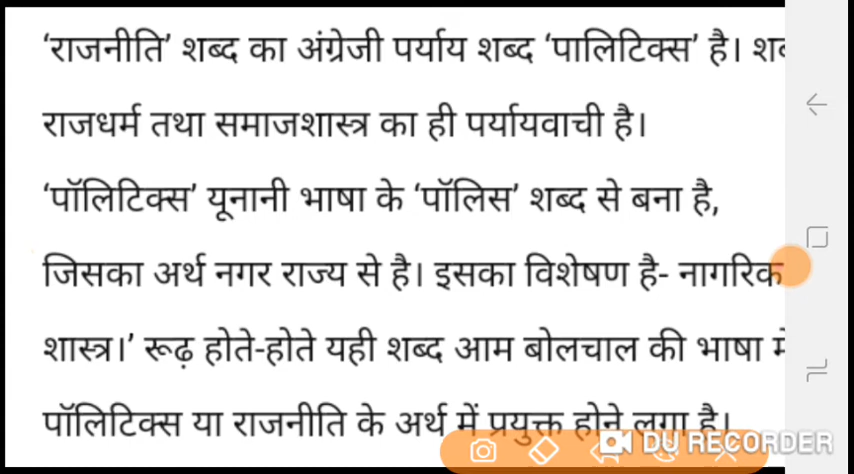 ‘राजनीति’ शब्द का अंग्रेजी पर्याय शब्द ‘पालिटिक्स’ है।
राजधर्म तथा समाजशास्त्र का ही पर्यायवाची है।
‘पॉलिटिक्स’ यूनानी भाषा के ‘पॉलिस’ शब्द से बना है,
जिसका अर्थ नगर राज्य से है। इसका विशेषण है- नागरिक
शास्त्र।’ रूढ़ होते-होते यही शब्द आम बोलचाल की भाषा
पॉलिटिक्स या राजनीति के अर्थ में प्रयुक्त होने लगा है।
DU RECORDER